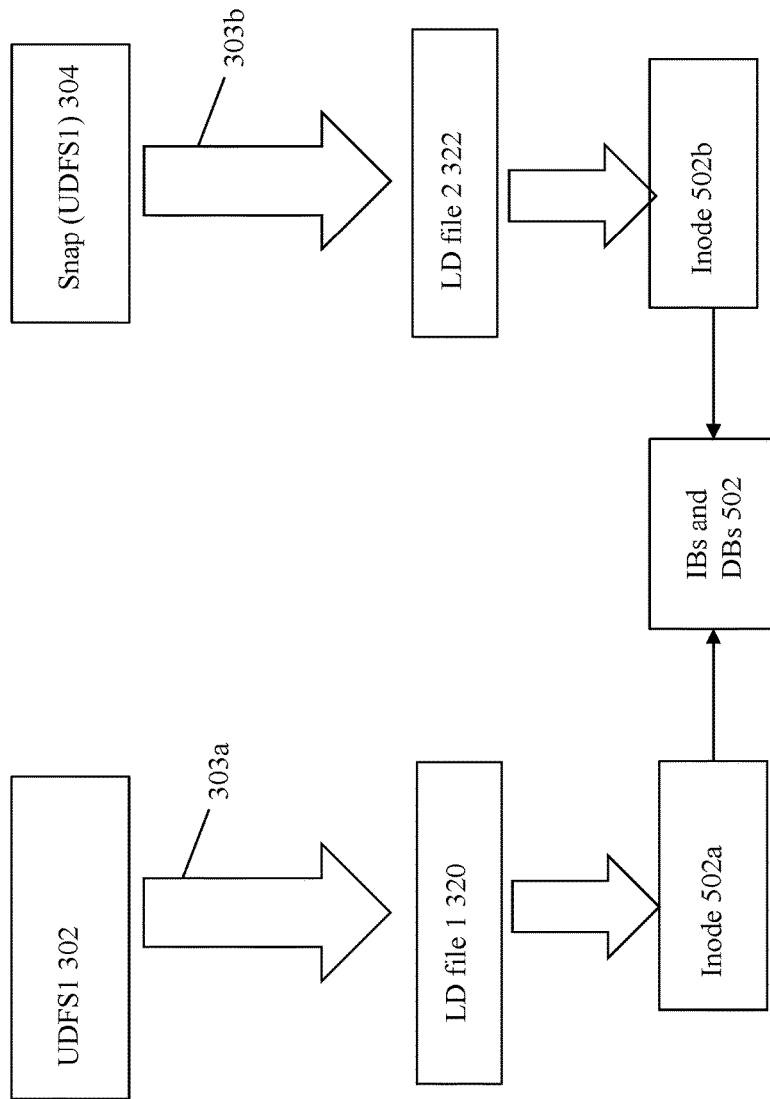 UDFS1 302
303a
LD file 1 320
Inode 502a
IBs and
DBs 502
Snap (UDFS1) 304
303b
LD file 2 322
Inode 502b